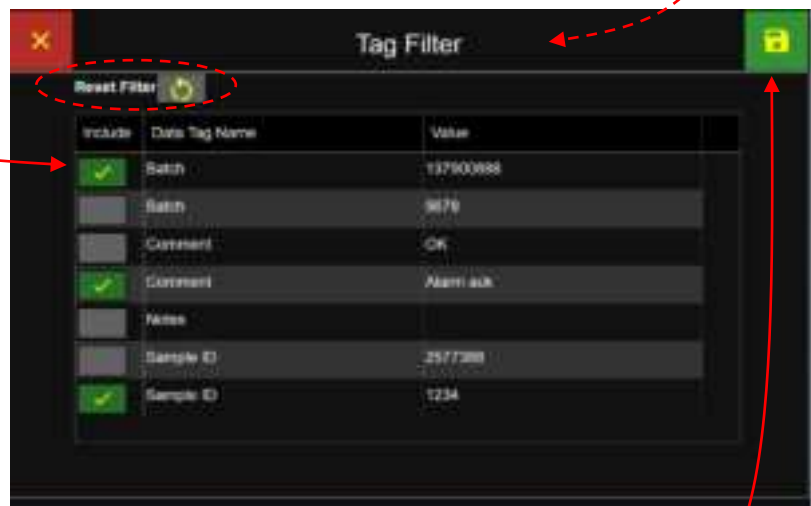 Tag Filter
Reset Filter
Include Data Tag Name Value
Batch 137900888
Batch 9879
Comment OK
Comment Alarm ack
Notes
Sample ID 2577388
Sample ID 1234